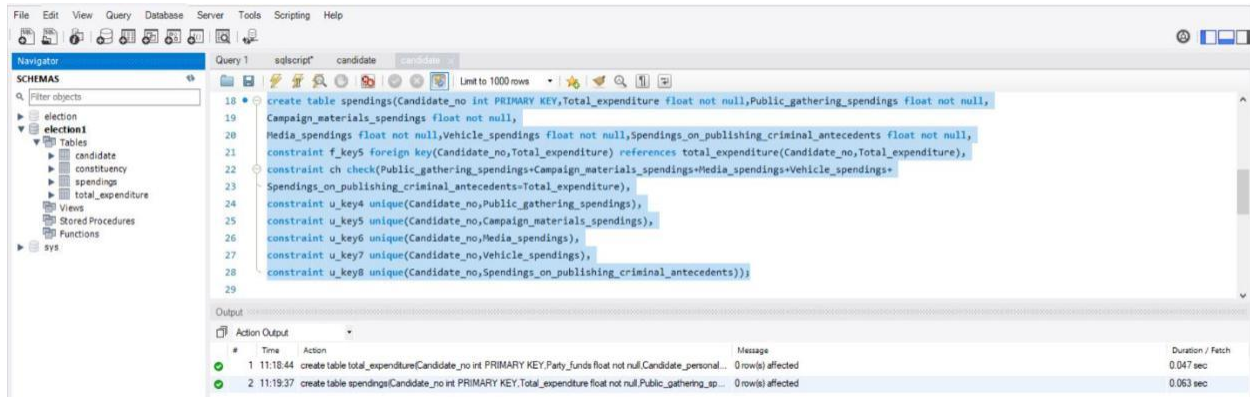 File Edit View Query Database Server Tools Scripting Help
Navigator
SCHEMAS
Filter objects
election
election1
Tables
candidate
constituency
spendings
total_expenditure
Views
Stored Procedures
Functions
sys
Query 1 sqlscript* candidate candidate
Limit to 1000 rows
18 create table spendings(Candidate_no int PRIMARY KEY,Total_expenditure float not null,Public_gathering_spendings float not null,
19 Campaign_materials_spendings float not null,
20 Media_spendings float not null,Vehicle_spendings float not null,Spendings_on_publishing_criminal_antecedents float not null,
21 constraint f_key5 foreign key(Candidate_no,Total_expenditure) references total_expenditure(Candidate_no,Total_expenditure),
22 constraint ch check(Public_gathering_spendings+Campaign_materials_spendings+Media_spendings+Vehicle_spendings+
23 Spendings_on_publishing_criminal_antecedents=Total_expenditure),
24 constraint u_key4 unique(Candidate_no,Public_gathering_spendings),
25 constraint u_key5 unique(Candidate_no,Campaign_materials_spendings),
26 constraint u_key6 unique(Candidate_no,Media_spendings),
27 constraint u_key7 unique(Candidate_no,Vehicle_spendings),
28 constraint u_key8 unique(Candidate_no,Spendings_on_publishing_criminal_antecedents));
29
Output
Action Output
# Time Action Message Duration / Fetch
1 11:18:44 create table total_expenditure(Candidate_no int PRIMARY KEY,Party_funds float not null,Candidate_personal... 0 row(s) affected 0.047 sec
2 11:19:37 create table spendings(Candidate_no int PRIMARY KEY,Total_expenditure float not null,Public_gathering_sp... 0 row(s) affected 0.063 sec